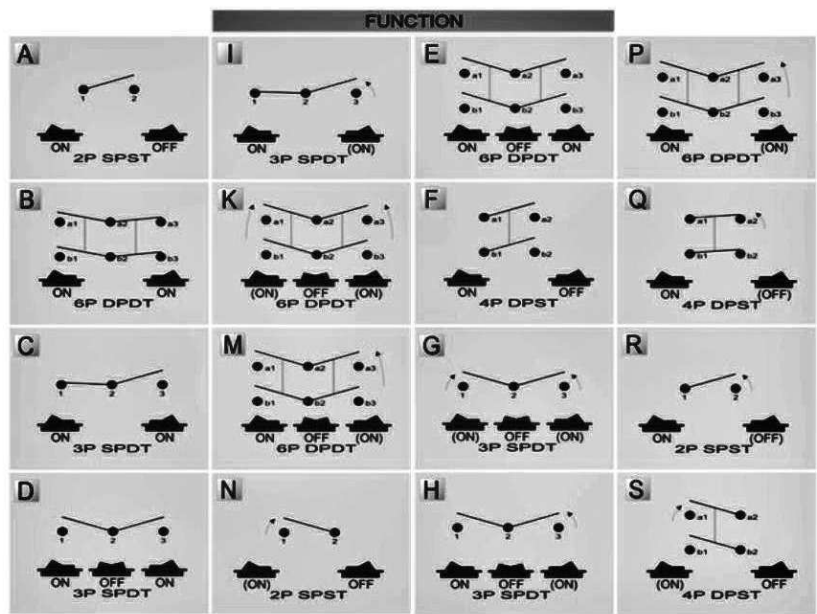 FUNCTION
A
1 2
ON OFF
2P SPST
I
1 2 3
ON (ON)
3P SPDT
E
a1 a2 a3
b1 b2 b3
ON OFF ON
6P DPDT
P
a1 a2 a3
b1 b2 b3
ON (ON)
6P DPDT
B
a1 a2 a3
b1 b2 b3
ON ON
6P DPDT
K
a1 a2 a3
b1 b2 b3
(ON) OFF (ON)
6P DPDT
F
a1 a2
b1 b2
ON OFF
4P DPST
Q
a1 a2
b1 b2
ON (OFF)
4P DPST
C
1 2 3
ON ON
3P SPDT
M
a1 a2 a3
b1 b2 b3
ON OFF (ON)
6P DPDT
G
1 2 3
(ON) OFF (ON)
3P SPDT
R
1 2
ON (OFF)
2P SPST
D
1 2 3
ON OFF ON
3P SPDT
N
1 2
(ON) OFF
2P SPST
H
1 2 3
ON OFF (ON)
3P SPDT
S
a1 a2
b1 b2
(ON) OFF
4P DPST